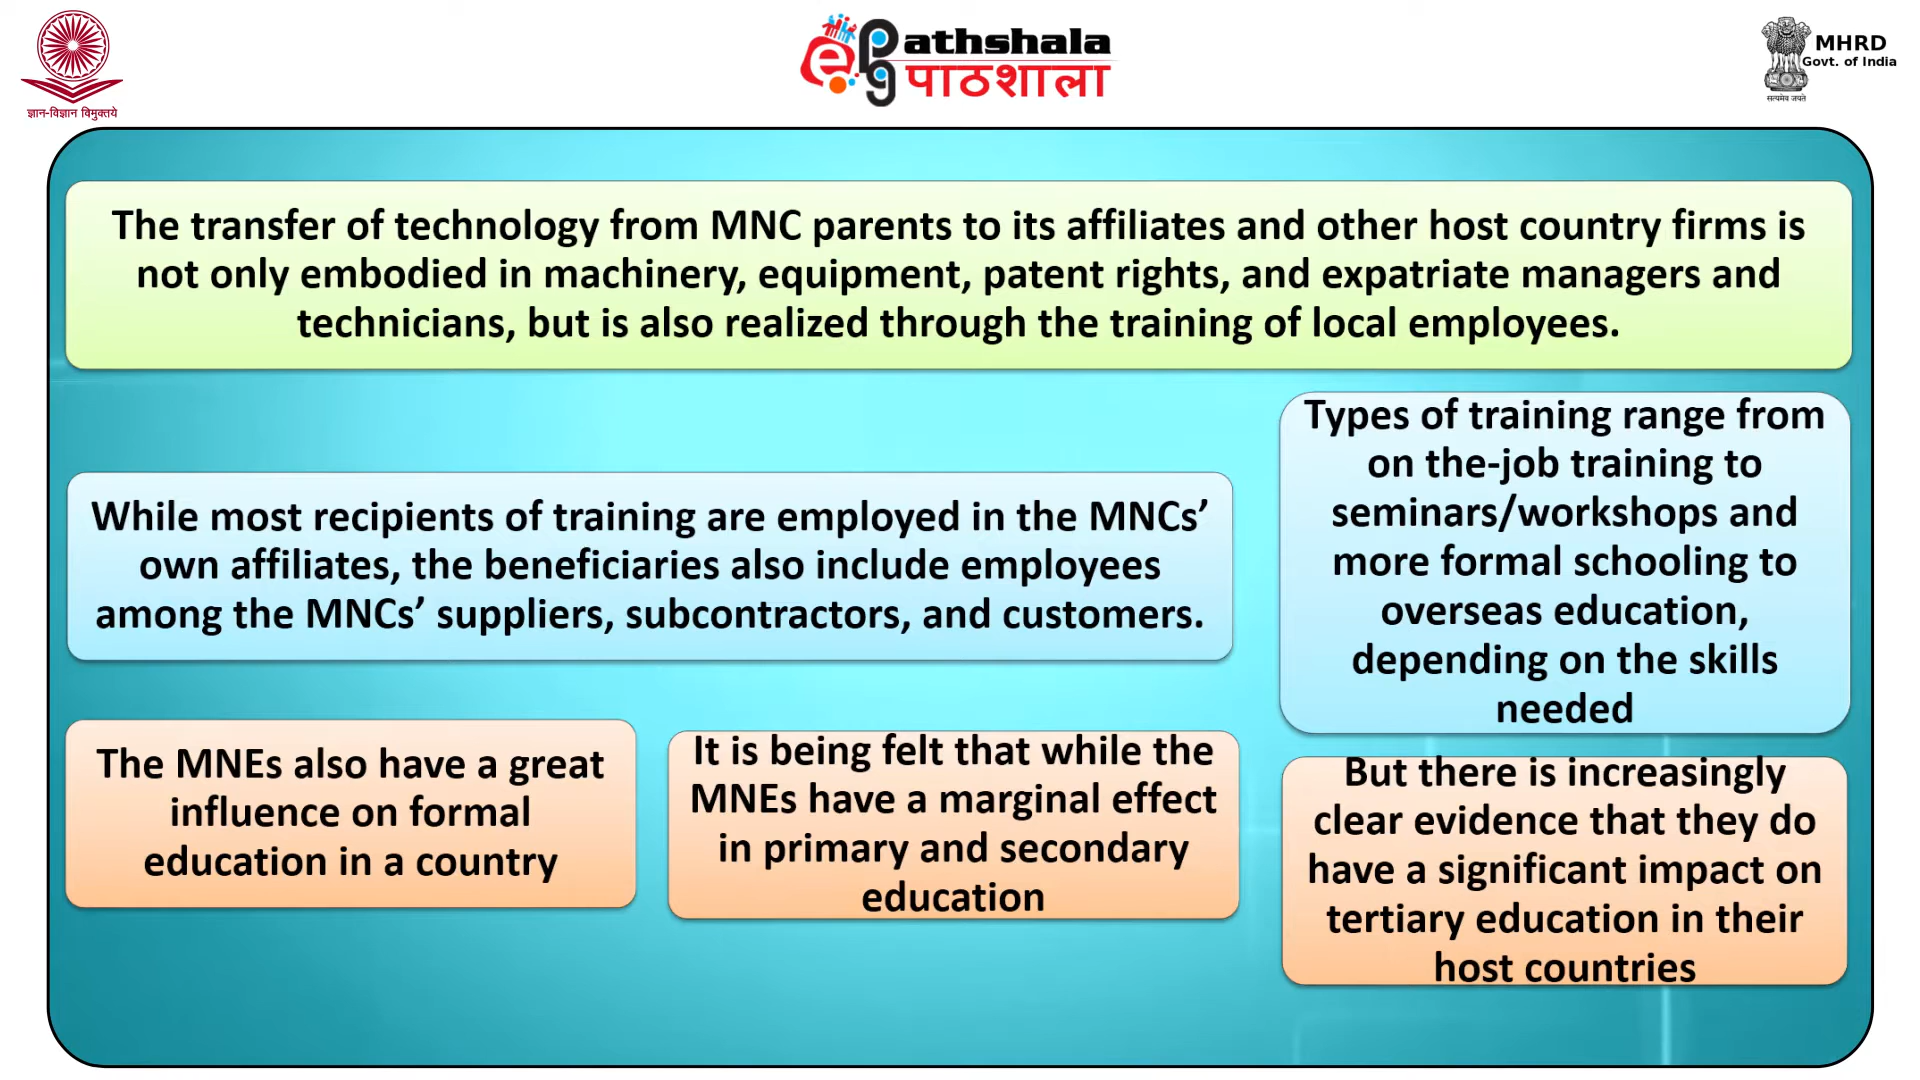 ज्ञान-विज्ञान विमुक्तये
e PG athshala
पाठशाला
MHRD
Govt. of India
सत्यमेव जयते
The transfer of technology from MNC parents to its affiliates and other host country firms is
not only embodied in machinery, equipment, patent rights, and expatriate managers and
technicians, but is also realized through the training of local employees.
While most recipients of training are employed in the MNCs’
own affiliates, the beneficiaries also include employees
among the MNCs’ suppliers, subcontractors, and customers.
Types of training range from
on the-job training to
seminars/workshops and
more formal schooling to
overseas education,
depending on the skills
needed
The MNEs also have a great
influence on formal
education in a country
It is being felt that while the
MNEs have a marginal effect
in primary and secondary
education
But there is increasingly
clear evidence that they do
have a significant impact on
tertiary education in their
host countries